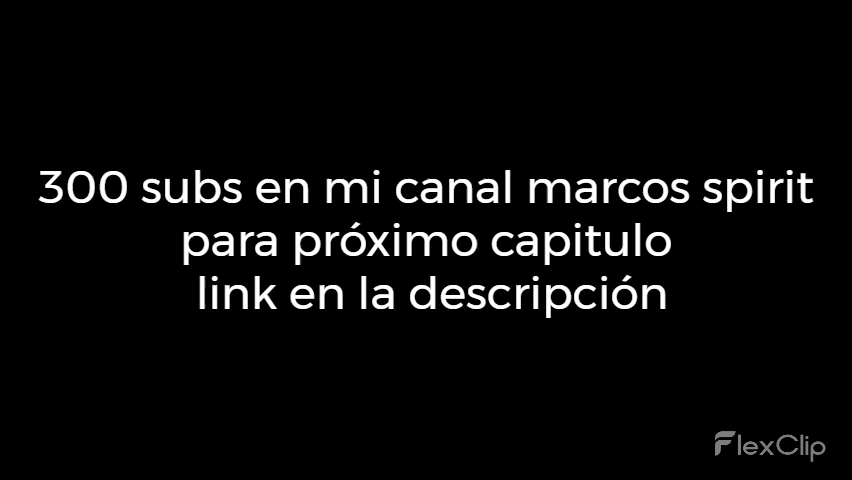 300 subs en mi canal marcos spirit
para próximo capitulo
link en la descripción
FlexClip